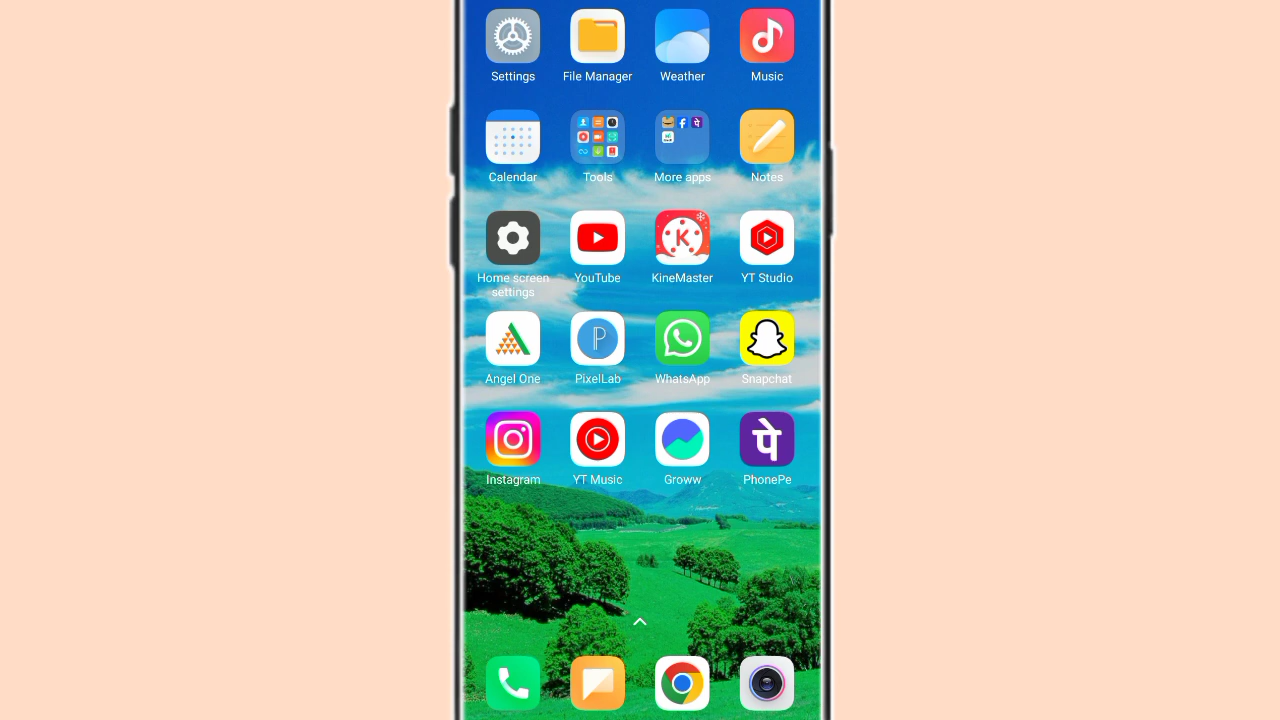 Settings
File Manager
Weather
Music
Calendar
Tools
More apps
Notes
Home screen
settings
YouTube
K
KineMaster
YT Studio
Angel One
P
PixelLab
WhatsApp
Snapchat
Instagram
YT Music
Groww
पे
PhonePe